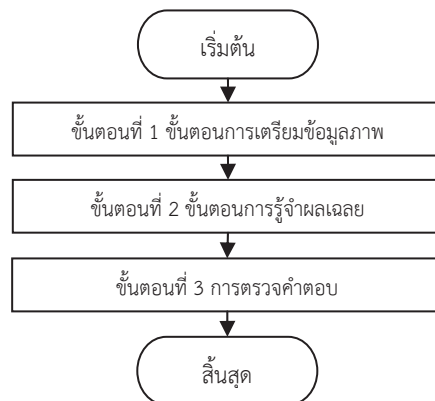 เริ่มต้น
ขั้นตอนที่ 1 ขั้นตอนการเตรียมข้อมูลภาพ
ขั้นตอนที่ 2 ขั้นตอนการรู้จำผลเฉลย
ขั้นตอนที่ 3 การตรวจคำตอบ
สิ้นสุด